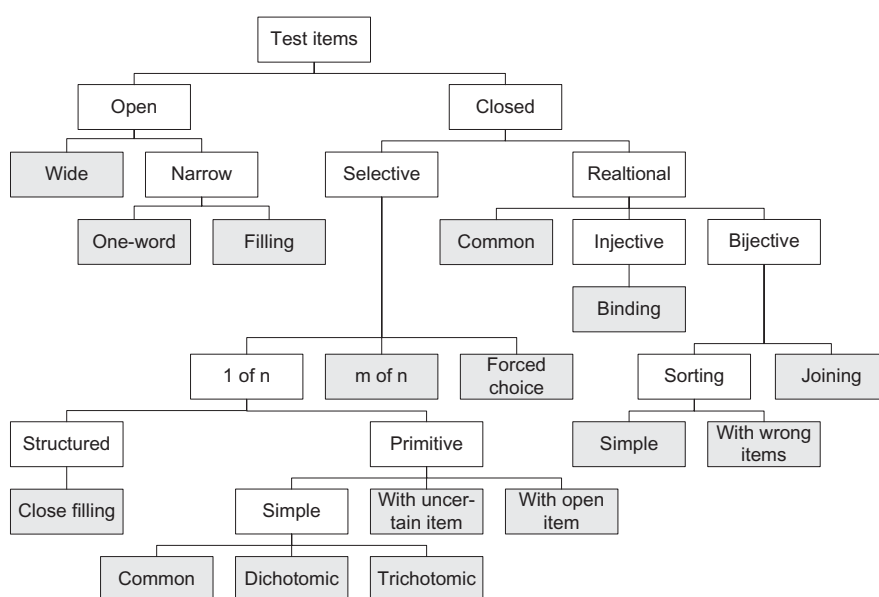 Test items
Open
Closed
Wide
Narrow
Selective
Realtional
One-word
Filling
Common
Injective
Bijective
Binding
1 of n
m of n
Forced
choice
Sorting
Joining
Structured
Primitive
Simple
With wrong
items
Close filling
Simple
With uncer-
tain item
With open
item
Common
Dichotomic
Trichotomic